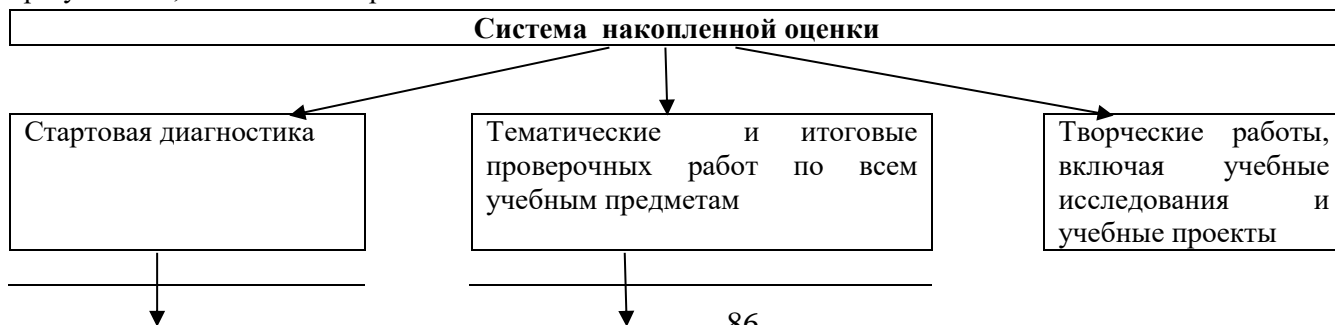 Система накопленной оценки
Стартовая диагностика
Тематические и итоговые
проверочных работ по всем
учебным предметам
Творческие работы,
включая учебные
исследования и
учебные проекты
86